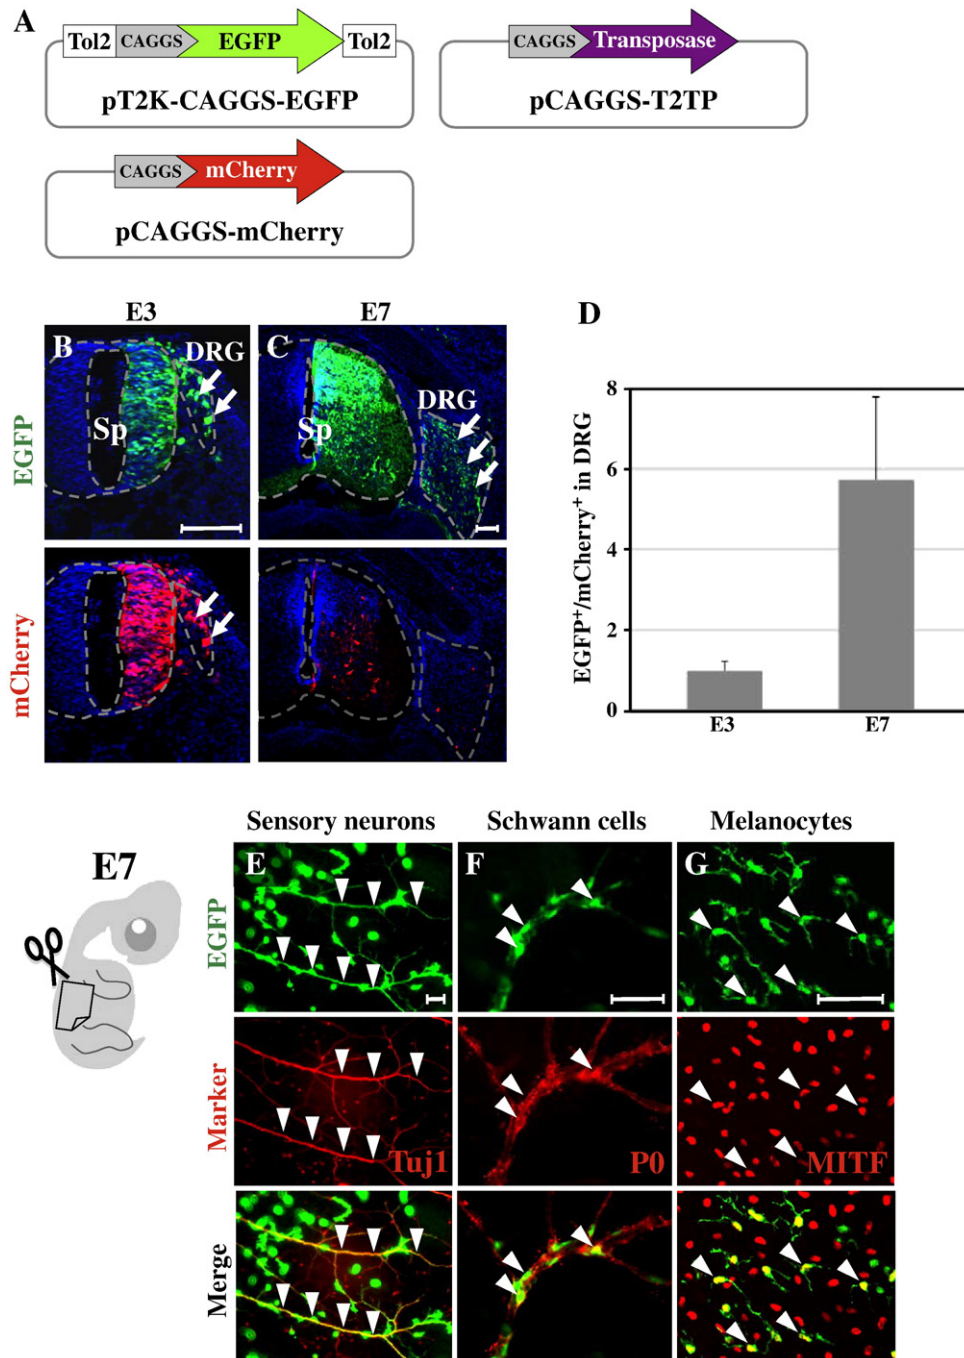 A
Tol2 CAGGS EGFP Tol2
pT2K-CAGGS-EGFP
CAGGS Transposase
pCAGGS-T2TP
CAGGS mCherry
pCAGGS-mCherry
E3
E7
B
DRG
Sp
C
DRG
Sp
EGFP
mCherry
D
EGFP+/mCherry+ in DRG
8
6
4
2
0
E3
E7
E7
Sensory neurons
Schwann cells
Melanocytes
E
F
G
EGFP
Marker
Tuj1
P0
MITF
Merge